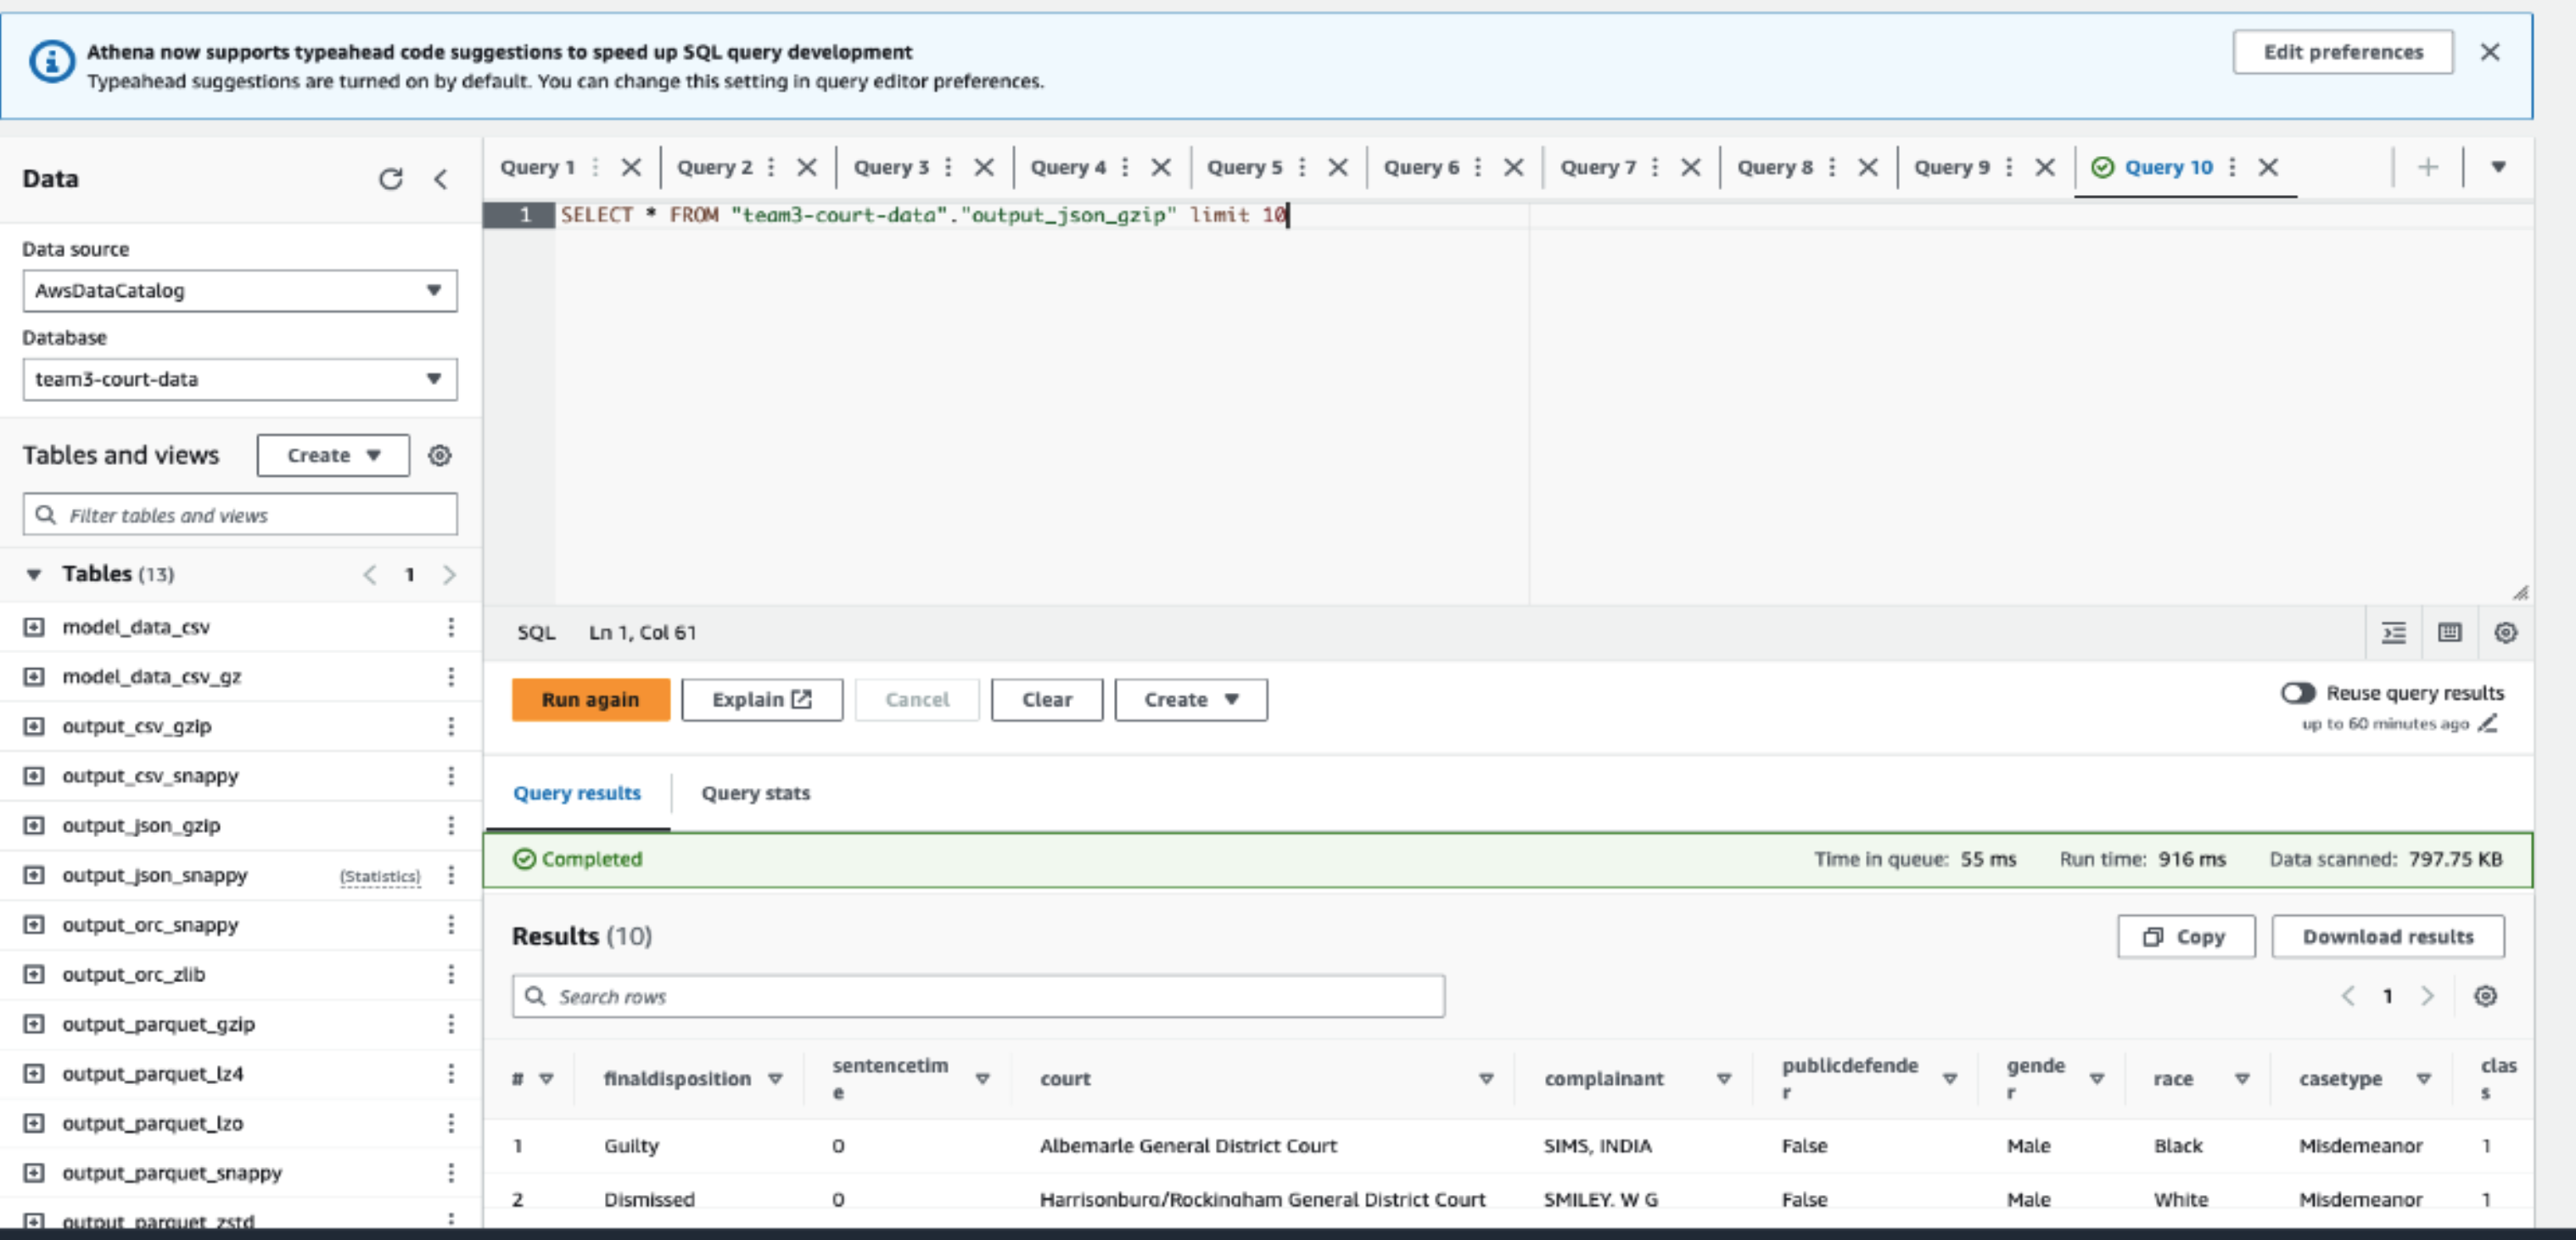 Athena now supports typeahead code suggestions to speed up SQL query development
Typeahead suggestions are turned on by default. You can change this setting in query editor preferences.
Edit preferences
Data
Data source
AwsDataCatalog
Database
team3-court-data
Tables and views
Create
Filter tables and views
Tables (13)
1
model_data_csv
model_data_csv_gz
output_csv_gzip
output_csv_snappy
output_json_gzip
output_json_snappy (Statistics)
output_orc_snappy
output_orc_zlib
output_parquet_gzip
output_parquet_lz4
output_parquet_lzo
output_parquet_snappy
output_parquet_zstd
Query 1 Query 2 Query 3 Query 4 Query 5 Query 6 Query 7 Query 8 Query 9 Query 10
1 SELECT * FROM "team3-court-data"."output_json_gzip" limit 10
SQL Ln 1, Col 61
Run again Explain Cancel Clear Create
Reuse query results
up to 60 minutes ago
Query results Query stats
Completed Time in queue: 55 ms Run time: 916 ms Data scanned: 797.75 KB
Results (10)
Copy Download results
Search rows
1
# finaldisposition sentencetime court complainant publicdefender gender race casetype class
1 Guilty 0 Albemarle General District Court SIMS, INDIA False Male Black Misdemeanor 1
2 Dismissed 0 Harrisonburg/Rockingham General District Court SMILEY, W G False Male White Misdemeanor 1